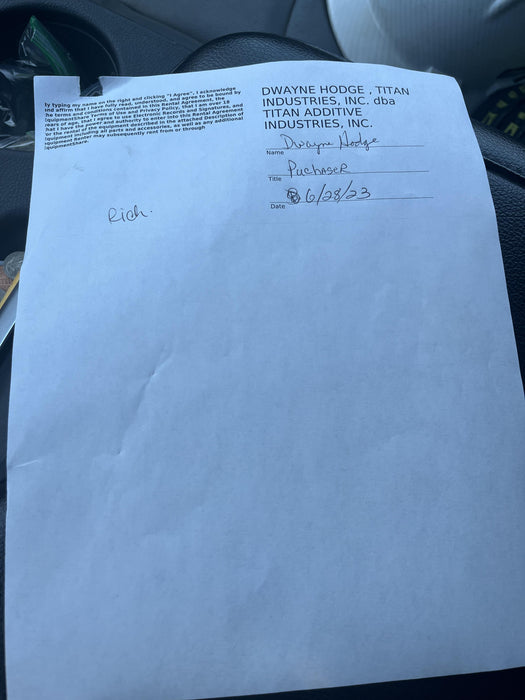 by typing my name on the right and clicking "I Agree", I acknowledge
and affirm that I have fully read, understood, and agree to be bound by
he terms and conditions contained in this Rental Agreement, the
EquipmentShare Terms of Use and Privacy Policy, that I am over 18
years of age, that I agree to use Electronic Records and Signatures, and
hat I have the power and authority to enter into this Rental Agreement
or the rental of the equipment described in the attached Description of
Equipment including all parts and accessories, as well as any additional
quipment Renter may subsequently rent from or through
EquipmentShare.
DWAYNE HODGE , TITAN
INDUSTRIES, INC. dba
TITAN ADDITIVE
INDUSTRIES, INC.
Dwayne Hodge
Name
PucHASER
Title
6/28/23
Date
Rich.